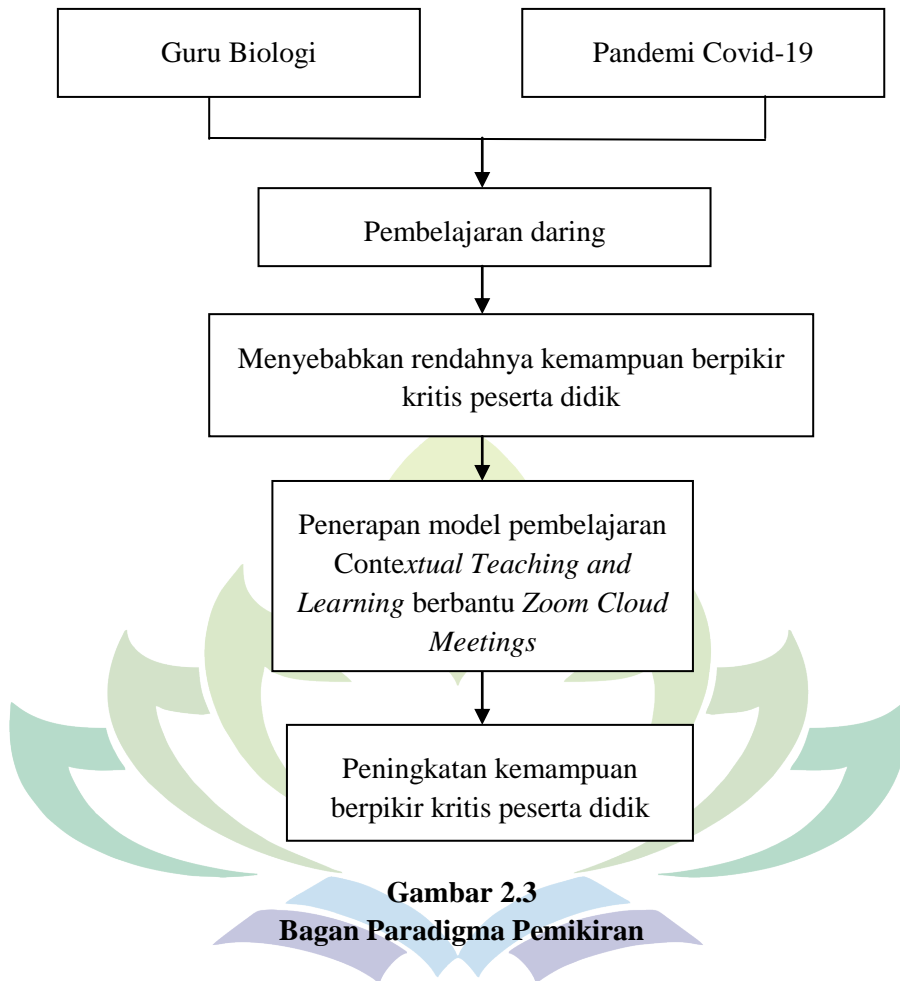 Guru Biologi
Pandemi Covid-19
Pembelajaran daring
Menyebabkan rendahnya kemampuan berpikir
kritis peserta didik
Penerapan model pembelajaran
Contextual Teaching and
Learning berbantu Zoom Cloud
Meetings
Peningkatan kemampuan
berpikir kritis peserta didik
Gambar 2.3
Bagan Paradigma Pemikiran